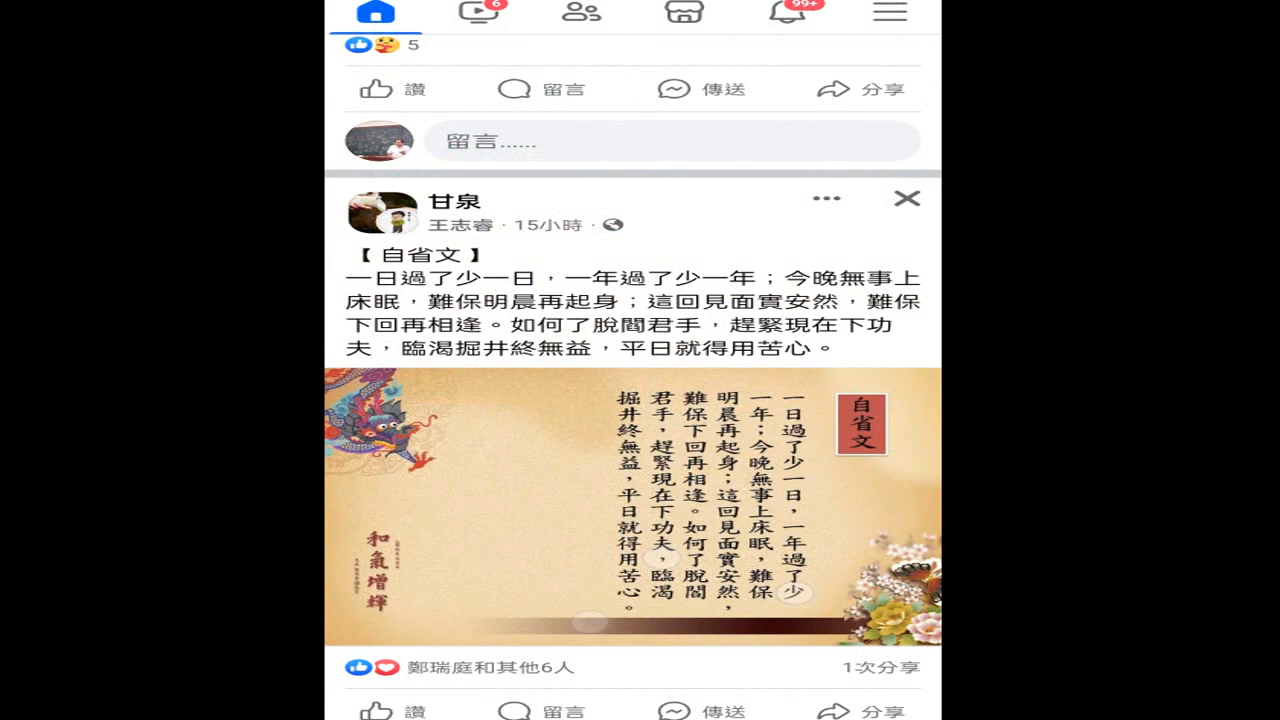 6
99+
5
讚 留言 傳送 分享
留言......
甘泉
王志睿 · 15小時 ·
【 自省文 】
一日過了少一日，一年過了少一年；今晚無事上
床眠，難保明晨再起身；這回見面實安然，難保
下回再相逢。如何了脫閻君手，趕緊現在下功
夫，臨渴掘井終無益，平日就得用苦心。
自省文
一日過了少一日，一年過了少
一年；今晚無事上床眠，難保
明晨再起身；這回見面實安然，
難保下回再相逢。如何了脫閻
君手，趕緊現在下功夫，臨渴
掘井終無益，平日就得用苦心。
和氣增輝
鄭瑞庭和其他6人
1次分享
讚 留言 傳送 分享